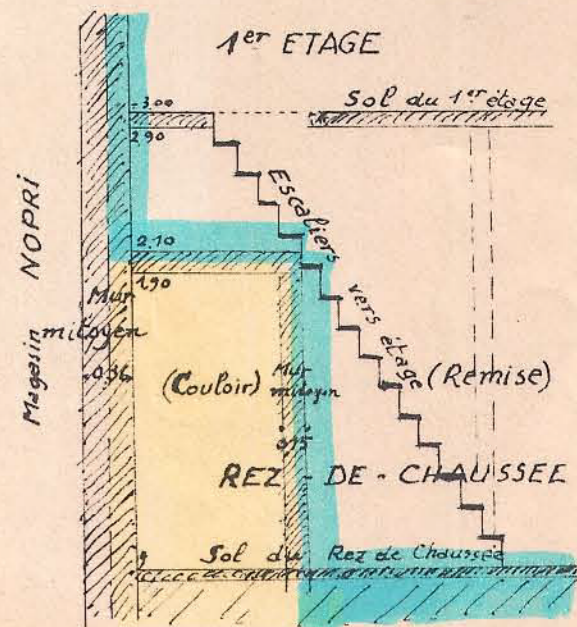 1er ETAGE
3.00
Sol du 1er étage
2.90
Escaliers vers étage
Magasin NOPRI
2.10
1.90
Mur
mitoyen
0.36
(Couloir)
Mur
mitoyen
0.15
(Remise)
REZ-DE-CHAUSSEE
Sol du Rez de Chaussée